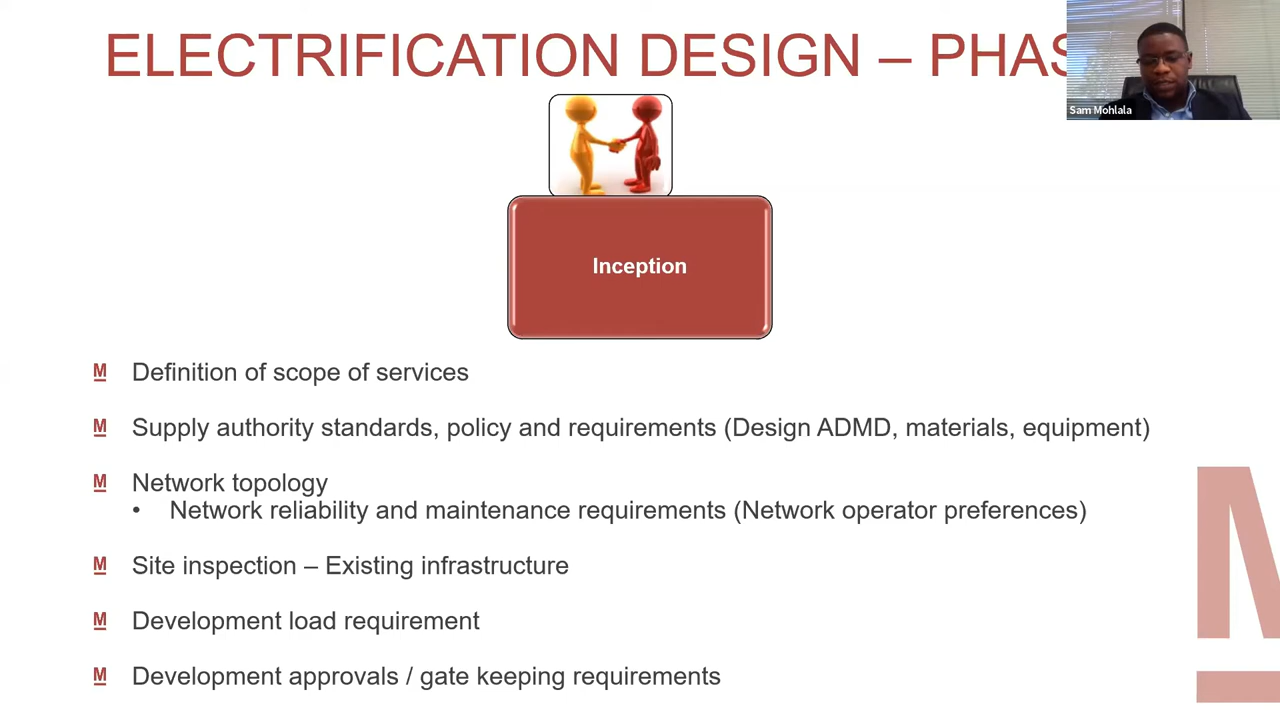 ELECTRIFICATION DESIGN – PHAS
Sam Mohlala
Inception
M Definition of scope of services
M Supply authority standards, policy and requirements (Design ADMD, materials, equipment)
M Network topology
• Network reliability and maintenance requirements (Network operator preferences)
M Site inspection – Existing infrastructure
M Development load requirement
M Development approvals / gate keeping requirements
M